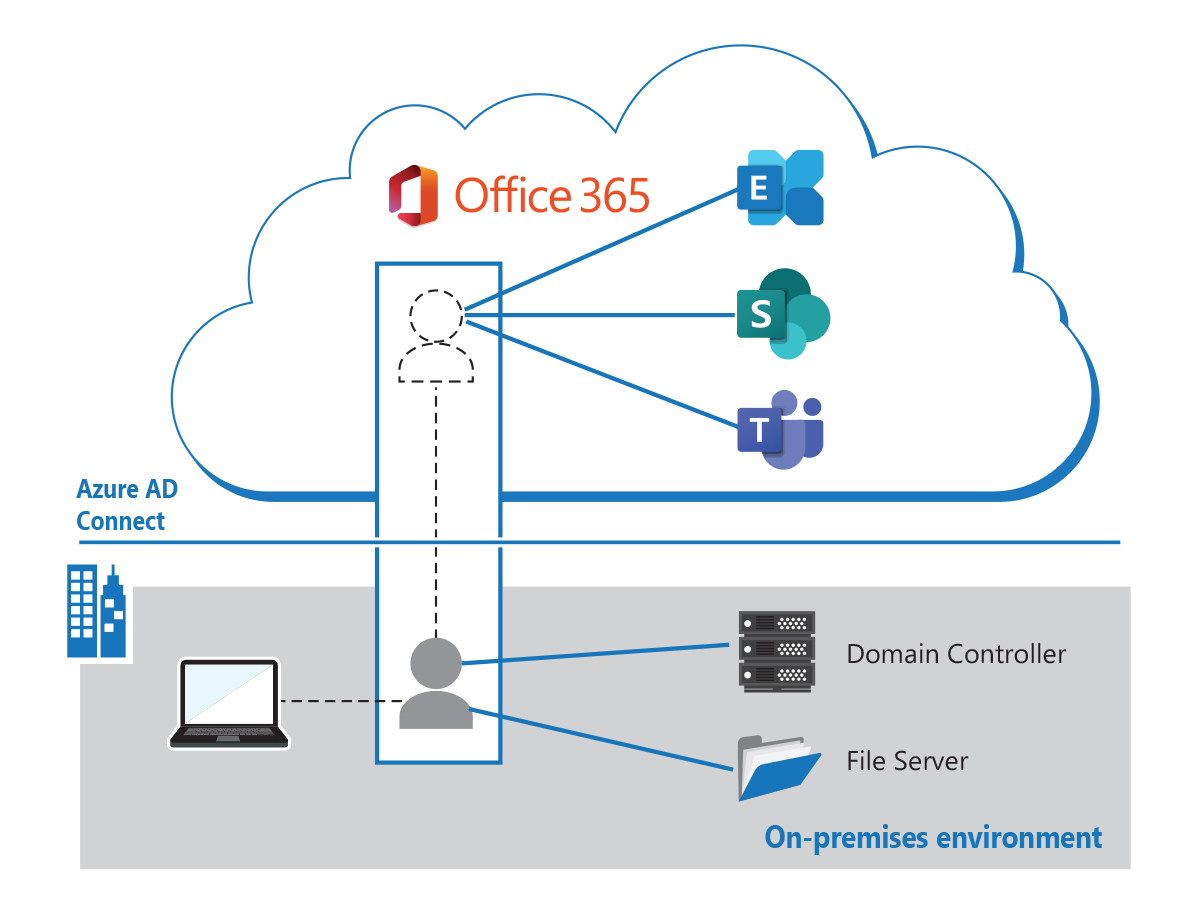 Office 365
E
S
T
Azure AD
Connect
Domain Controller
File Server
On-premises environment